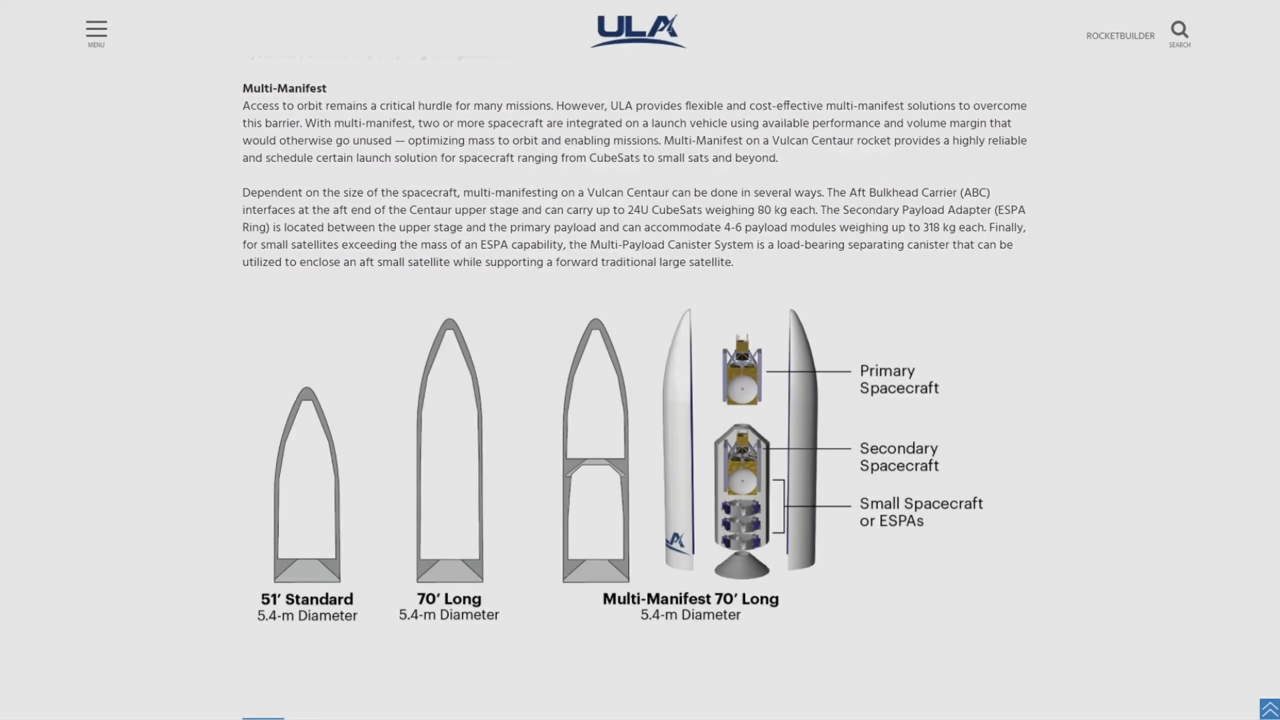 MENU
ULA
ROCKETBUILDER
SEARCH
Multi-Manifest
Access to orbit remains a critical hurdle for many missions. However, ULA provides flexible and cost-effective multi-manifest solutions to overcome
this barrier. With multi-manifest, two or more spacecraft are integrated on a launch vehicle using available performance and volume margin that
would otherwise go unused — optimizing mass to orbit and enabling missions. Multi-Manifest on a Vulcan Centaur rocket provides a highly reliable
and schedule certain launch solution for spacecraft ranging from CubeSats to small sats and beyond.
Dependent on the size of the spacecraft, multi-manifesting on a Vulcan Centaur can be done in several ways. The Aft Bulkhead Carrier (ABC)
interfaces at the aft end of the Centaur upper stage and can carry up to 24U CubeSats weighing 80 kg each. The Secondary Payload Adapter (ESPA
Ring) is located between the upper stage and the primary payload and can accommodate 4-6 payload modules weighing up to 318 kg each. Finally,
for small satellites exceeding the mass of an ESPA capability, the Multi-Payload Canister System is a load-bearing separating canister that can be
utilized to enclose an aft small satellite while supporting a forward traditional large satellite.
Primary
Spacecraft
Secondary
Spacecraft
Small Spacecraft
or ESPAs
51′ Standard
5.4-m Diameter
70′ Long
5.4-m Diameter
Multi-Manifest 70′ Long
5.4-m Diameter